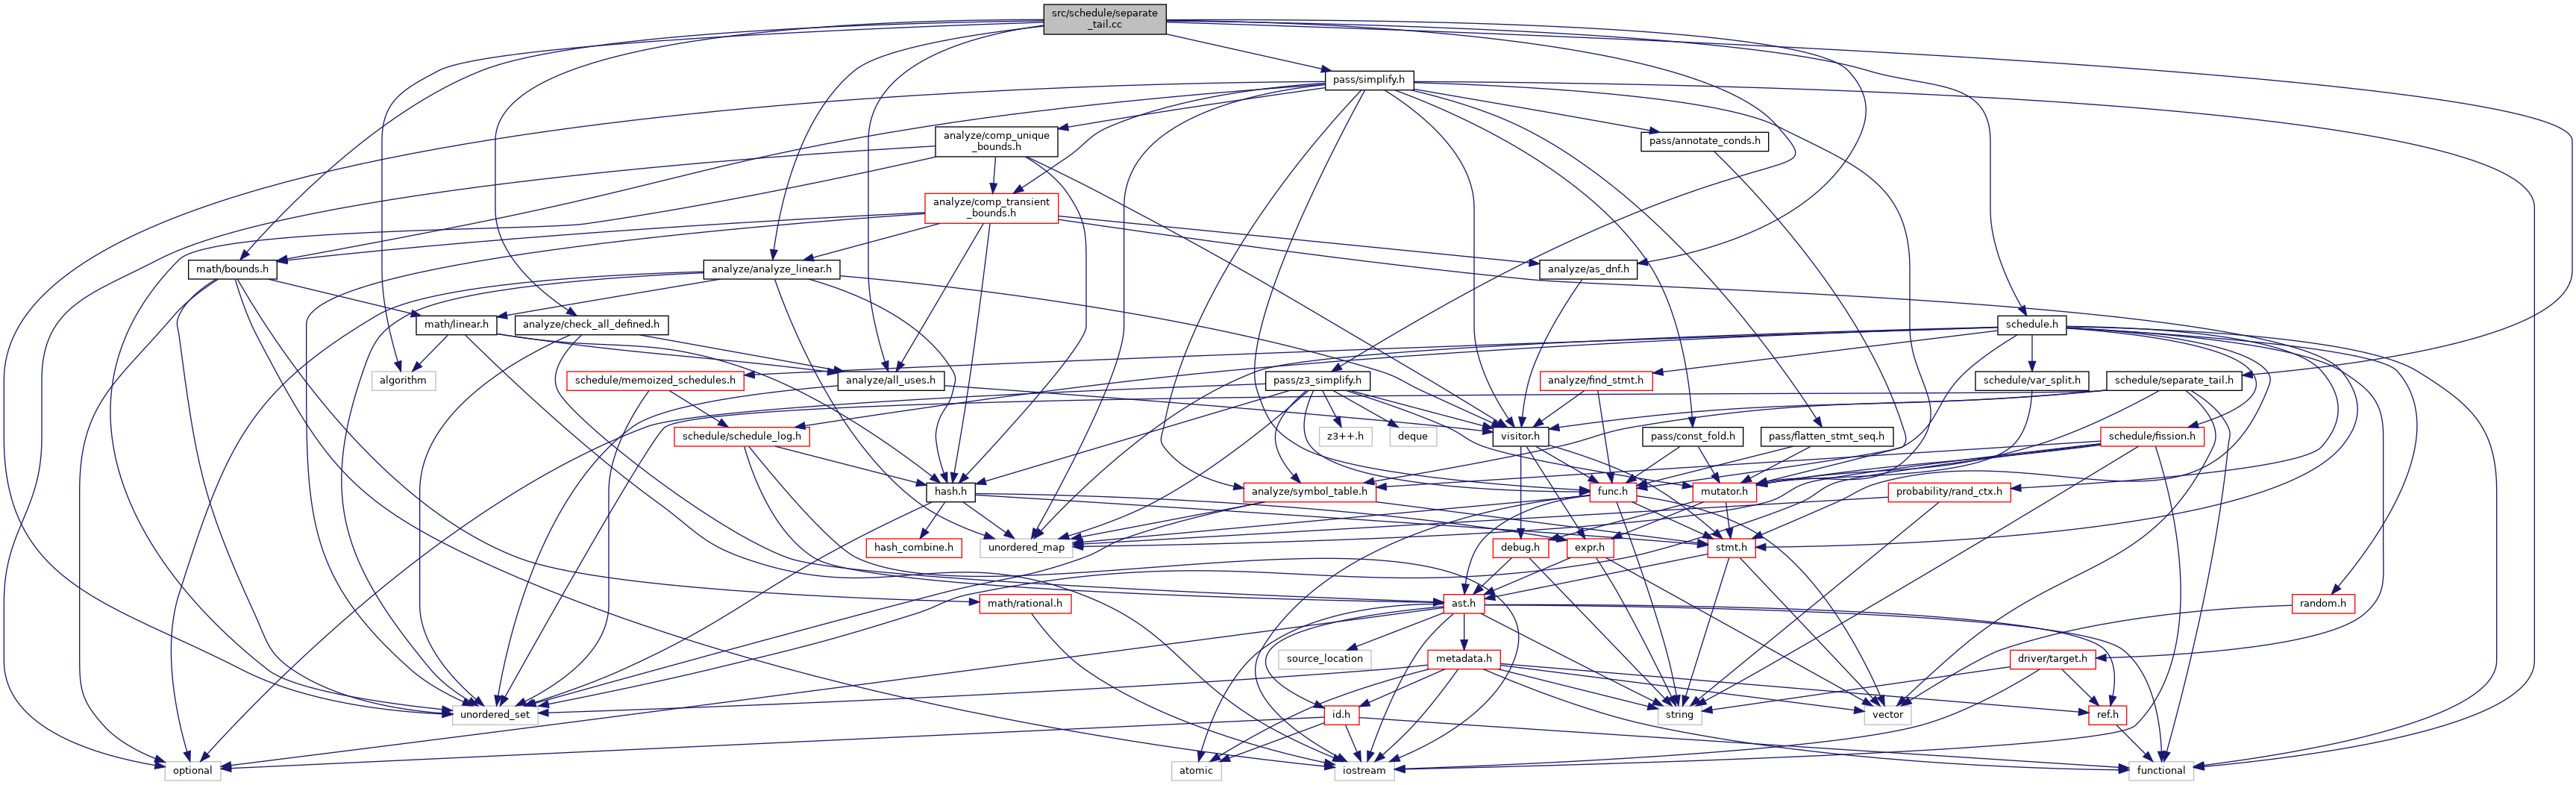 src/schedule/separate
_tail.cc
pass/simplify.h
analyze/comp_unique
_bounds.h
pass/annotate_conds.h
analyze/comp_transient
_bounds.h
math/bounds.h
analyze/analyze_linear.h
analyze/as_dnf.h
math/linear.h
analyze/check_all_defined.h
schedule.h
algorithm
schedule/memoized_schedules.h
analyze/all_uses.h
pass/z3_simplify.h
analyze/find_stmt.h
schedule/var_split.h
schedule/separate_tail.h
schedule/schedule_log.h
z3++.h
deque
visitor.h
pass/const_fold.h
pass/flatten_stmt_seq.h
schedule/fission.h
hash.h
analyze/symbol_table.h
func.h
mutator.h
probability/rand_ctx.h
hash_combine.h
unordered_map
debug.h
expr.h
stmt.h
math/rational.h
ast.h
random.h
source_location
metadata.h
driver/target.h
unordered_set
id.h
string
vector
ref.h
optional
atomic
iostream
functional